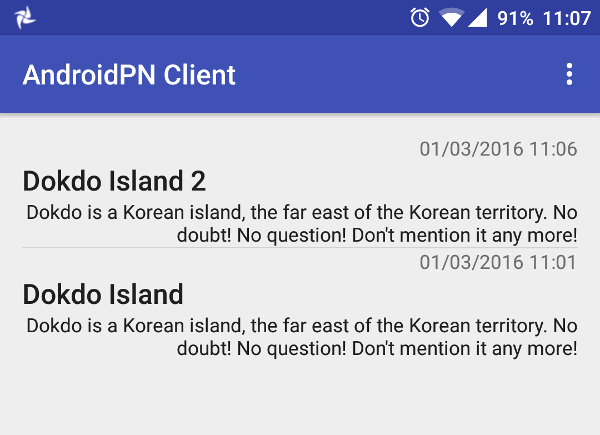 91% 11:07
AndroidPN Client
01/03/2016 11:06
Dokdo Island 2
Dokdo is a Korean island, the far east of the Korean territory. No
doubt! No question! Don't mention it any more!
01/03/2016 11:01
Dokdo Island
Dokdo is a Korean island, the far east of the Korean territory. No
doubt! No question! Don't mention it any more!